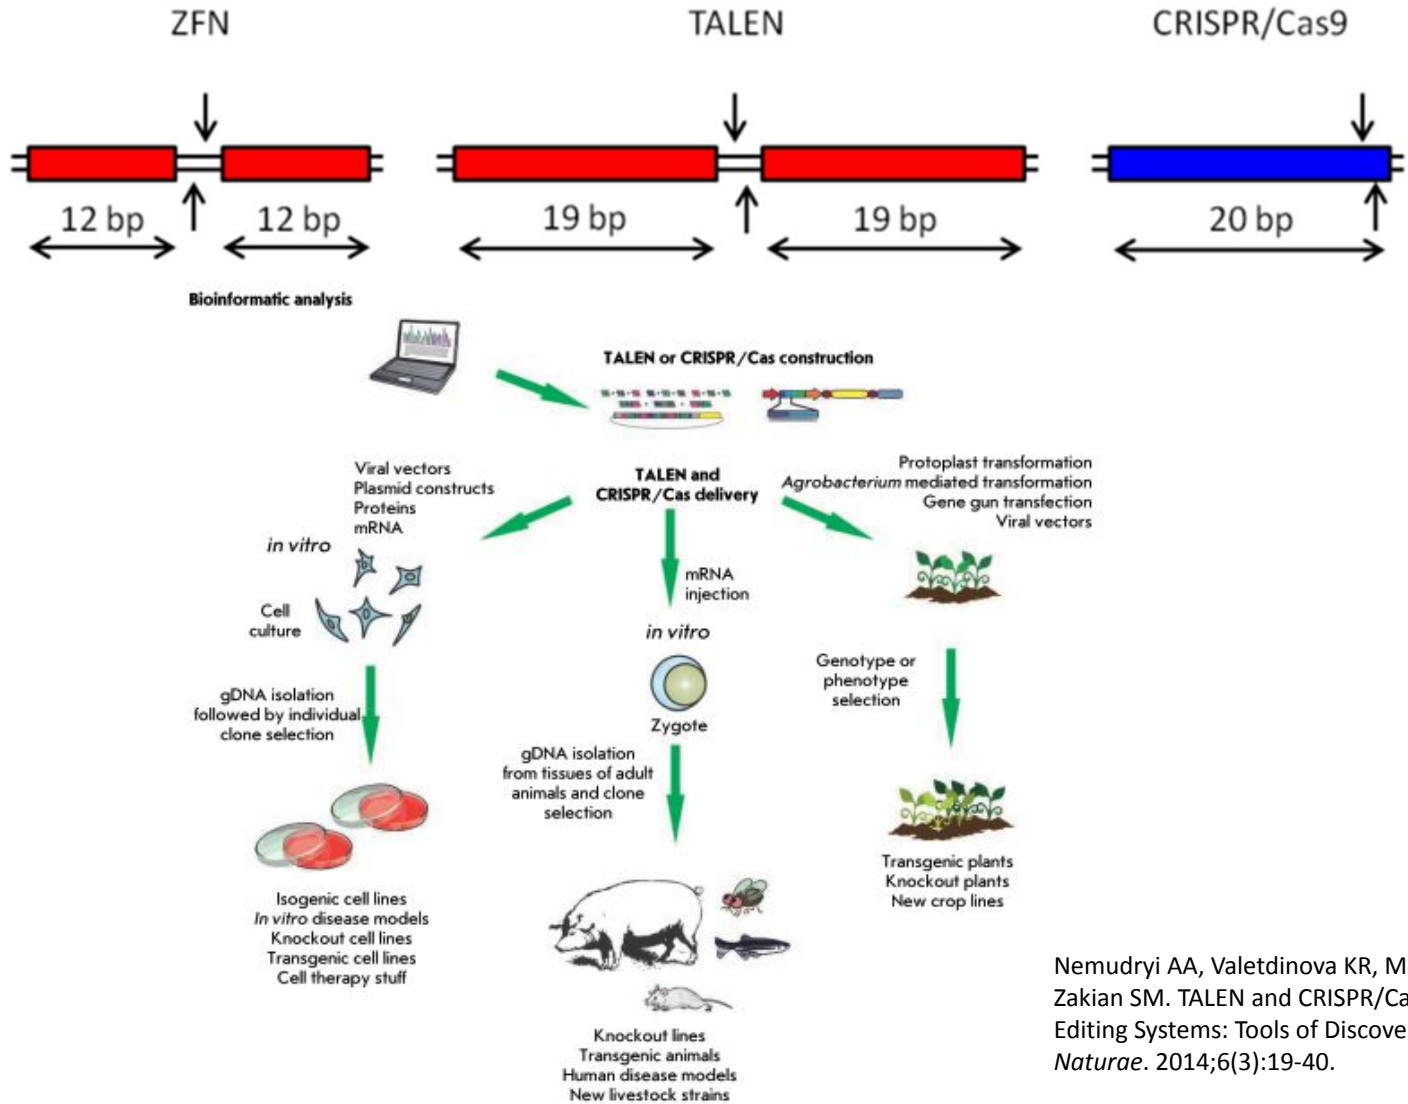 ZFN
TALEN
CRISPR/Cas9
12 bp
12 bp
19 bp
19 bp
20 bp
Bioinformatic analysis
TALEN or CRISPR/Cas construction
TALEN and
CRISPR/Cas delivery
Viral vectors
Plasmid constructs
Proteins
mRNA
in vitro
Cell
culture
gDNA isolation
followed by individual
clone selection
Isogenic cell lines
In vitro disease models
Knockout cell lines
Transgenic cell lines
Cell therapy stuff
mRNA
injection
in vitro
Zygote
gDNA isolation
from tissues of adult
animals and clone
selection
Knockout lines
Transgenic animals
Human disease models
New livestock strains
Protoplast transformation
Agrobacterium mediated transformation
Gene gun transfection
Viral vectors
Genotype or
phenotype
selection
Transgenic plants
Knockout plants
New crop lines
Nemudryi AA, Valetdinova KR,
Zakian SM. TALEN and
Editing Systems: Tools of
Naturae. 2014;6(3):19-40.